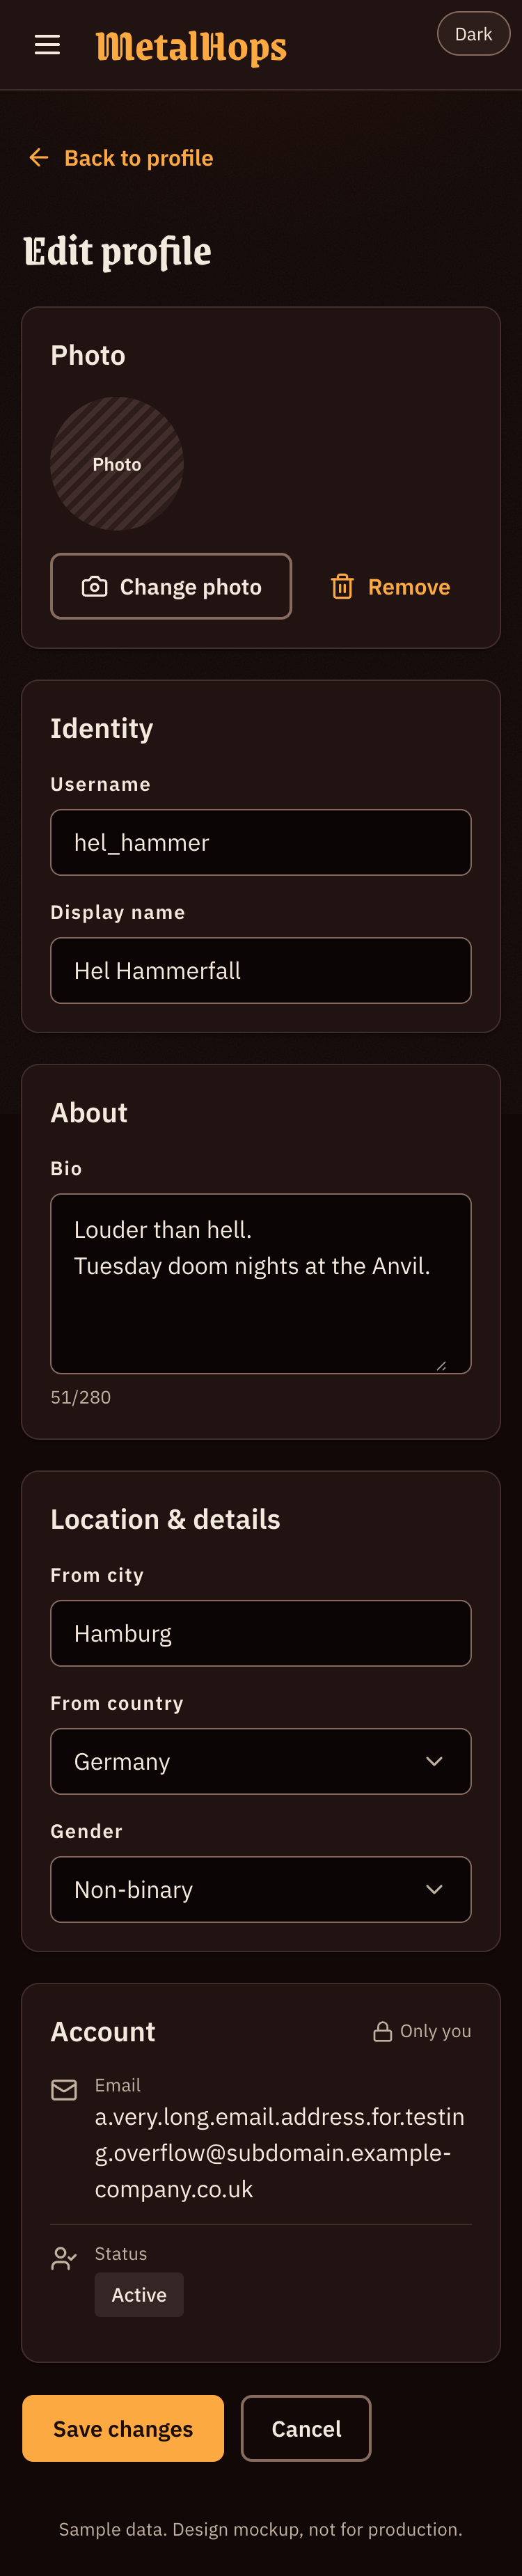 MetalHops
Dark
Back to profile
Edit profile
Photo
Photo
Change photo
Remove
Identity
Username
hel_hammer
Display name
Hel Hammerfall
About
Bio
Louder than hell.
Tuesday doom nights at the Anvil.
51/280
Location & details
From city
Hamburg
From country
Germany
Gender
Non-binary
Account
Only you
Email
a.very.long.email.address.for.testin
g.overflow@subdomain.example-
company.co.uk
Status
Active
Save changes
Cancel
Sample data. Design mockup, not for production.